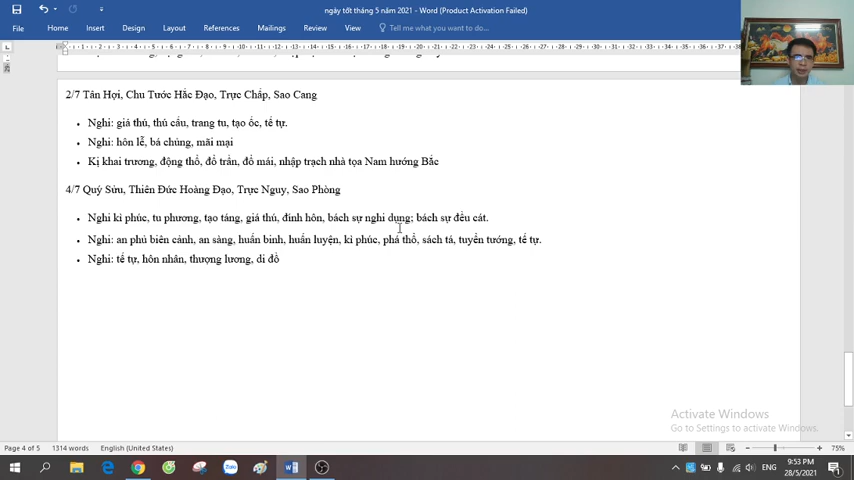 ngày tốt tháng 5 năm 2021 - Word (Product Activation Failed)
File Home Insert Design Layout References Mailings Review View Tell me what you want to do...
2/7 Tân Hợi, Chu Tước Hắc Đạo, Trực Chấp, Sao Cang
• Nghi: giá thú, thủ cầu, trang tu, tạo ốc, tế tự.
• Nghi: hôn lễ, bá chủng, mãi mại
• Kị khai trương, động thổ, đổ trần, đổ mái, nhập trạch nhà tọa Nam hướng Bắc
4/7 Quý Sửu, Thiên Đức Hoàng Đạo, Trực Nguy, Sao Phòng
• Nghi kì phúc, tu phương, tạo táng, giá thú, đính hôn, bách sự nghi dụng; bách sự đều cát.
• Nghi: an phủ biên cảnh, an sàng, huấn binh, huấn luyện, kì phúc, phá thổ, sách tá, tuyển tướng, tế tự.
• Nghi: tế tự, hôn nhân, thượng lương, di đồ
Activate Windows
Go to Settings to activate Windows.
Page 4 of 5 1314 words English (United States) 75%
Zalo ENG 9:53 PM
28/5/2021